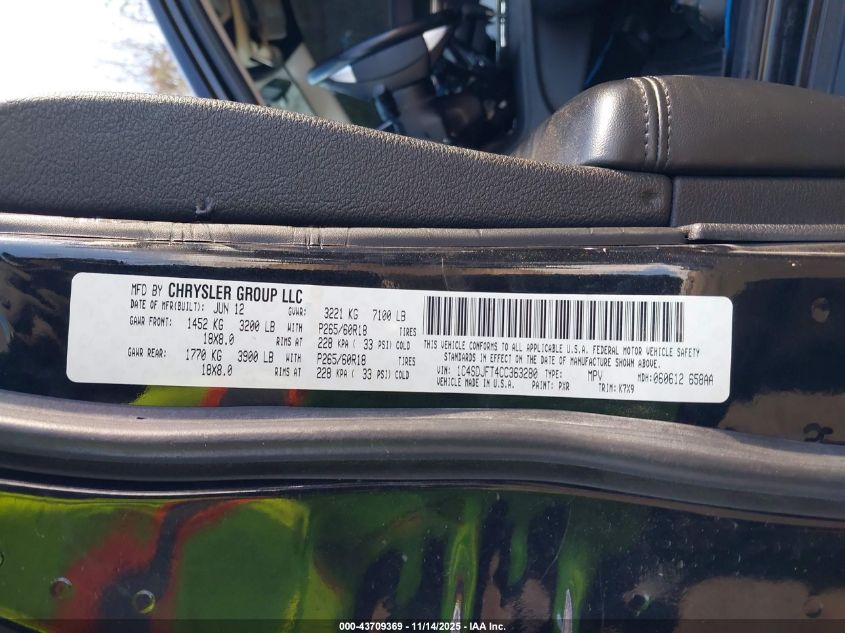 MFD BY CHRYSLER GROUP LLC
DATE OF MFR(BUILT): JUN 12 GVWR: 3221 KG 7100 LB
GAWR FRONT: 1452 KG 3200 LB WITH P265/60R18 TIRES
18X8.0 RIMS AT 228 KPA ( 33 PSI) COLD
GAWR REAR: 1770 KG 3900 LB WITH P265/60R18 TIRES
18X8.0 RIMS AT 228 KPA ( 33 PSI) COLD
THIS VEHICLE CONFORMS TO ALL APPLICABLE U.S.A. FEDERAL MOTOR VEHICLE SAFETY
STANDARDS IN EFFECT ON THE DATE OF MANUFACTURE SHOWN ABOVE.
VIN: 1C4SDJFT4CC363280 TYPE: MPV MDH: 060612 658AA
VEHICLE MADE IN U.S.A. PAINT: PXR TRIM: K7X9
000-43709369 | 11/14/2025 | IAA Inc.